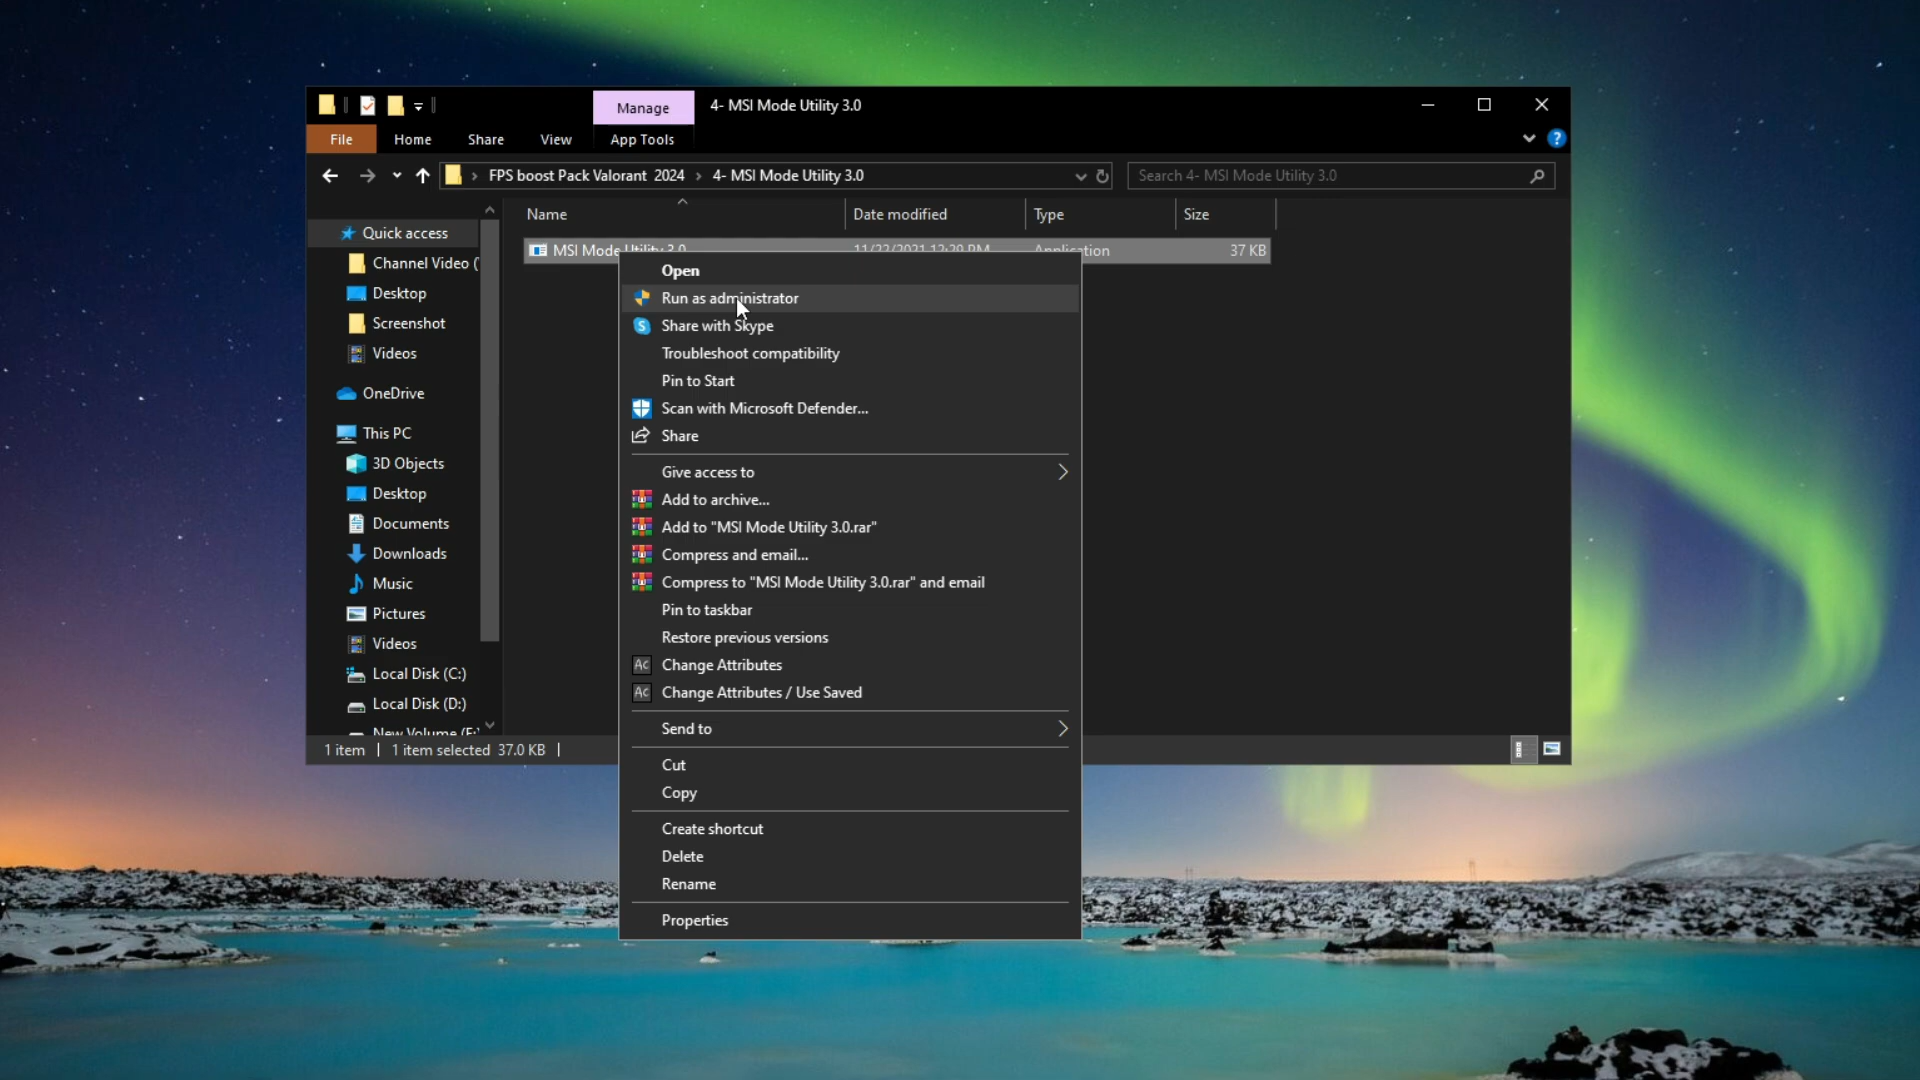 Manage
4- MSI Mode Utility 3.0
File
Home
Share
View
App Tools
FPS boost Pack Valorant 2024 › 4- MSI Mode Utility 3.0
Search 4- MSI Mode Utility 3.0
Name
Date modified
Type
Size
Quick access
Channel Video (
Desktop
Screenshot
Videos
OneDrive
This PC
3D Objects
Desktop
Documents
Downloads
Music
Pictures
Videos
Local Disk (C:)
Local Disk (D:)
New Volume (E:
MSI Mode Utility 3.0
11/22/2021 12:29 PM
Application
37 KB
Open
Run as administrator
Share with Skype
Troubleshoot compatibility
Pin to Start
Scan with Microsoft Defender...
Share
Give access to
Add to archive...
Add to "MSI Mode Utility 3.0.rar"
Compress and email...
Compress to "MSI Mode Utility 3.0.rar" and email
Pin to taskbar
Restore previous versions
Ac Change Attributes
Ac Change Attributes / Use Saved
Send to
Cut
Copy
Create shortcut
Delete
Rename
Properties
1 item
1 item selected 37.0 KB